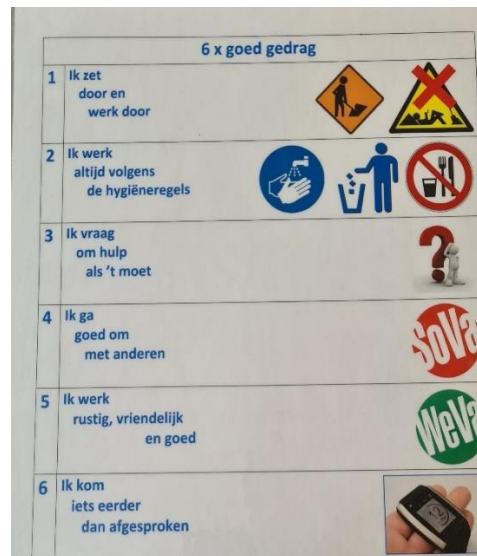 6 x goed gedrag
1 Ik zet
door en
werk door
2 Ik werk
altijd volgens
de hygiëneregels
3 Ik vraag
om hulp
als 't moet
4 Ik ga
goed om
met anderen
SoVa
5 Ik werk
rustig, vriendelijk
en goed
WeVa
6 Ik kom
iets eerder
dan afgesproken